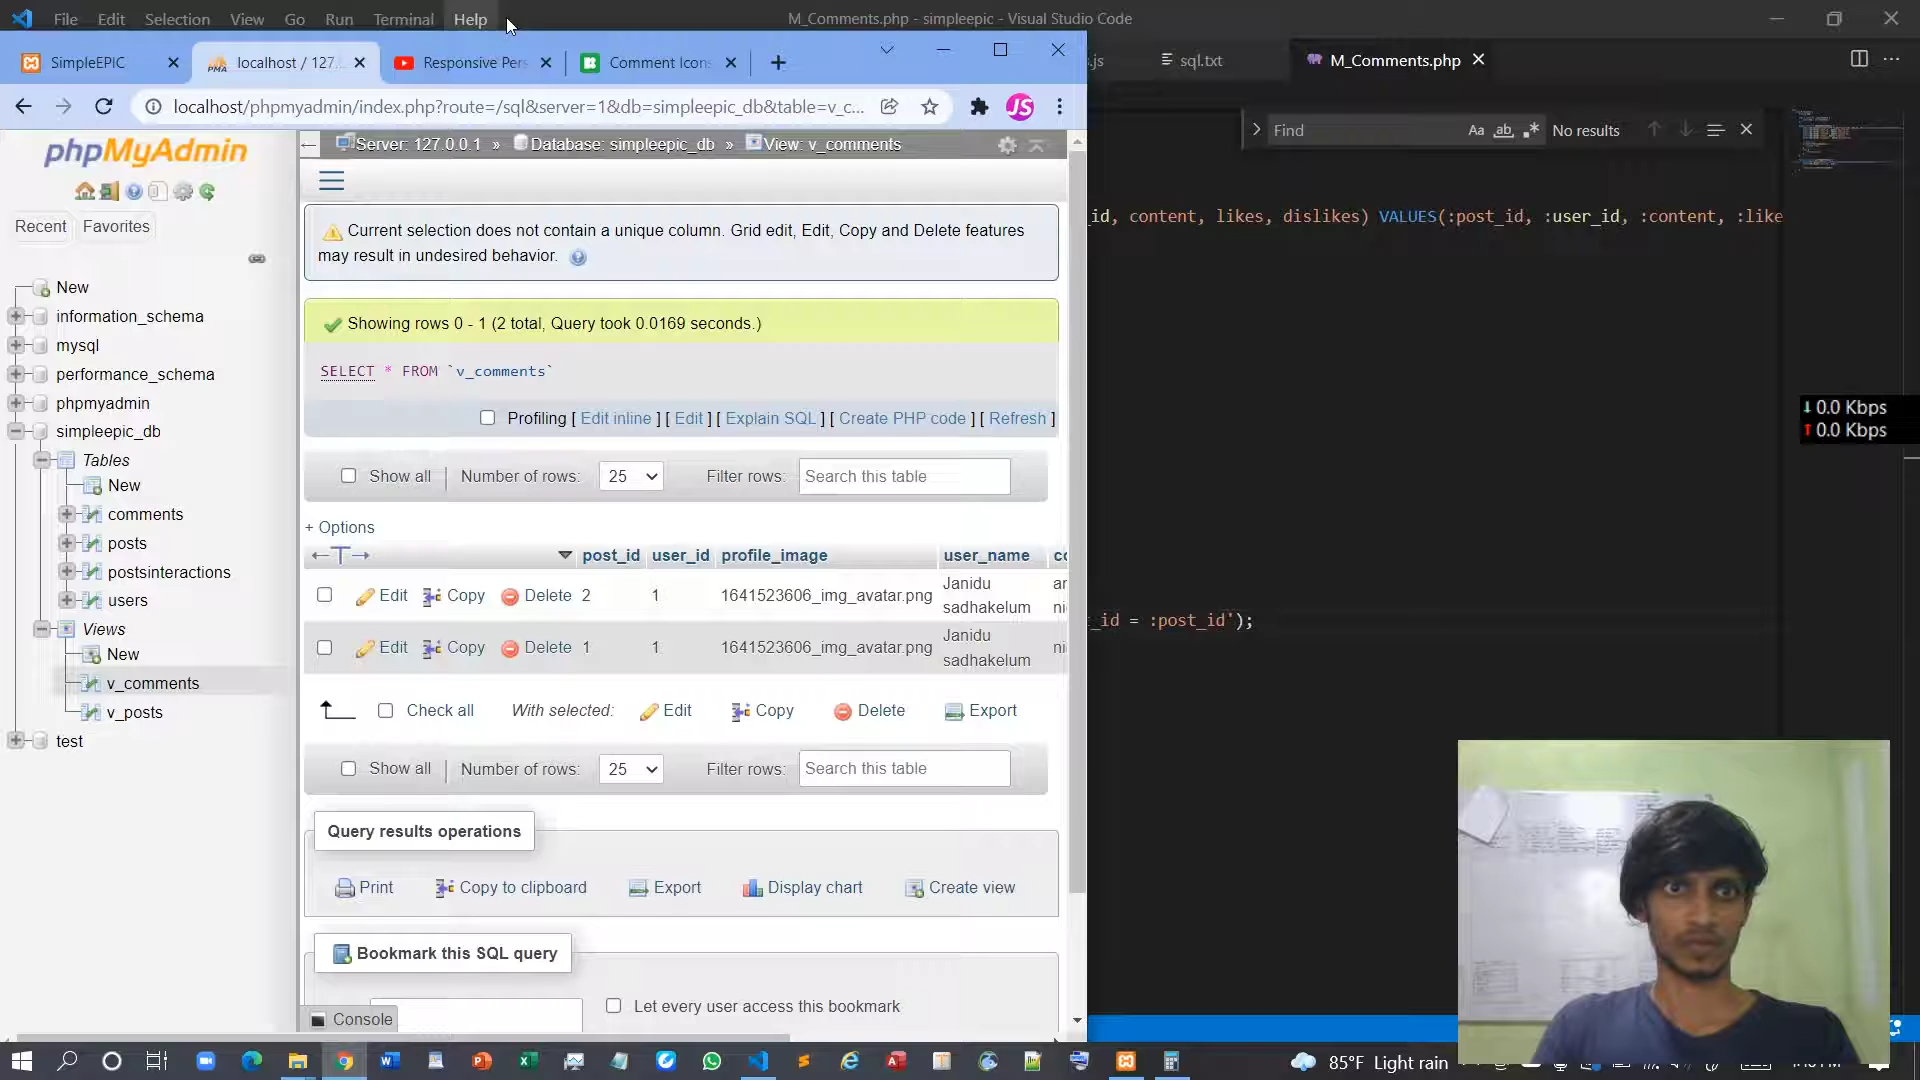 File Edit Selection View Go Run Terminal Help
M_Comments.php - simpleepic - Visual Studio Code
SimpleEPIC
localhost / 127.
Responsive Pers
Comment Icons
.js
sql.txt
M_Comments.php
localhost/phpmyadmin/index.php?route=/sql&server=1&db=simpleepic_db&table=v_c...
JS
Find
Aa ab
No results
phpMyAdmin
Recent Favorites
New
information_schema
mysql
performance_schema
phpmyadmin
simpleepic_db
Tables
New
comments
posts
postsinteractions
users
Views
New
v_comments
v_posts
test
Server: 127.0.0.1 » Database: simpleepic_db » View: v_comments
Current selection does not contain a unique column. Grid edit, Edit, Copy and Delete features
may result in undesired behavior.
Showing rows 0 - 1 (2 total, Query took 0.0169 seconds.)
SELECT * FROM `v_comments`
Profiling [ Edit inline ] [ Edit ] [ Explain SQL ] [ Create PHP code ] [ Refresh ]
Show all Number of rows: 25 Filter rows: Search this table
+ Options
post_id user_id profile_image user_name
Edit Copy Delete 2 1 1641523606_img_avatar.png Janidu
sadhakelum
Edit Copy Delete 1 1 1641523606_img_avatar.png Janidu
sadhakelum
Check all With selected: Edit Copy Delete Export
Show all Number of rows: 25 Filter rows: Search this table
Query results operations
Print Copy to clipboard Export Display chart Create view
Bookmark this SQL query
Let every user access this bookmark
Console
_id, content, likes, dislikes) VALUES(:post_id, :user_id, :content, :like
_id = :post_id');
0.0 Kbps
0.0 Kbps
85°F Light rain